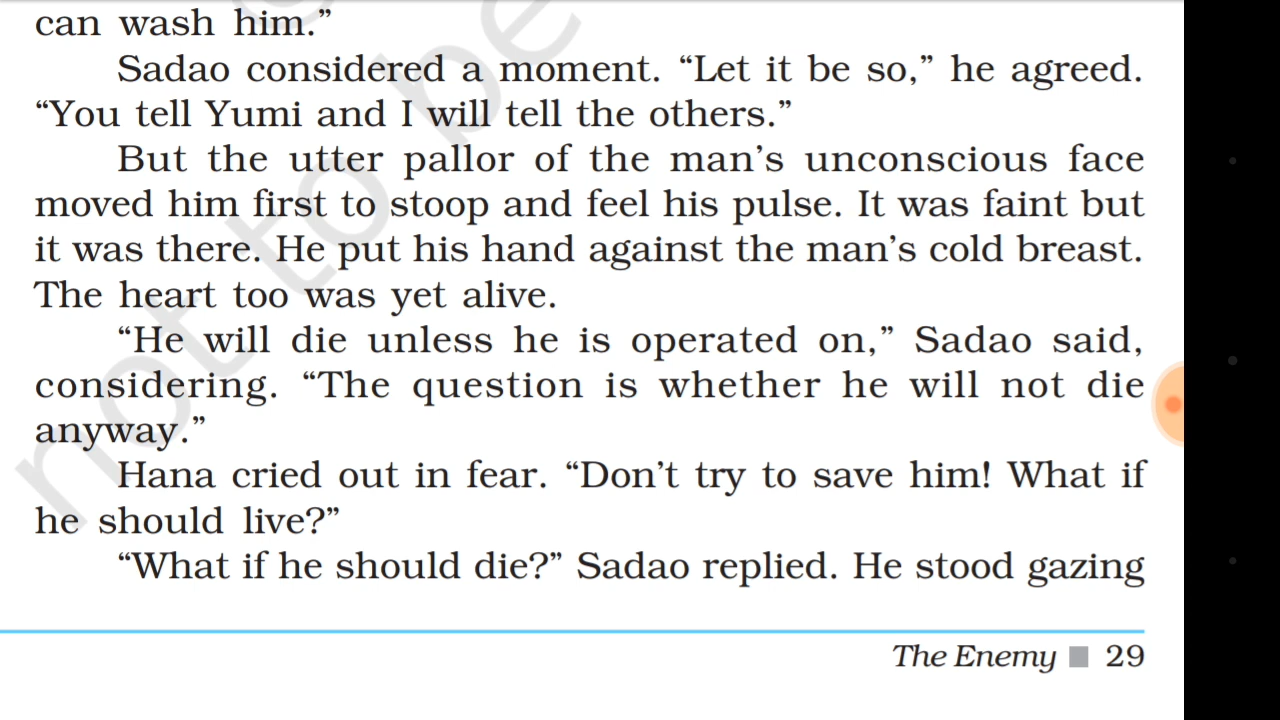 can wash him.”
Sadao considered a moment. “Let it be so,” he agreed.
“You tell Yumi and I will tell the others.”
But the utter pallor of the man’s unconscious face
moved him first to stoop and feel his pulse. It was faint but
it was there. He put his hand against the man’s cold breast.
The heart too was yet alive.
“He will die unless he is operated on,” Sadao said,
considering. “The question is whether he will not die
anyway.”
Hana cried out in fear. “Don’t try to save him! What if
he should live?”
“What if he should die?” Sadao replied. He stood gazing
The Enemy 29
not to be